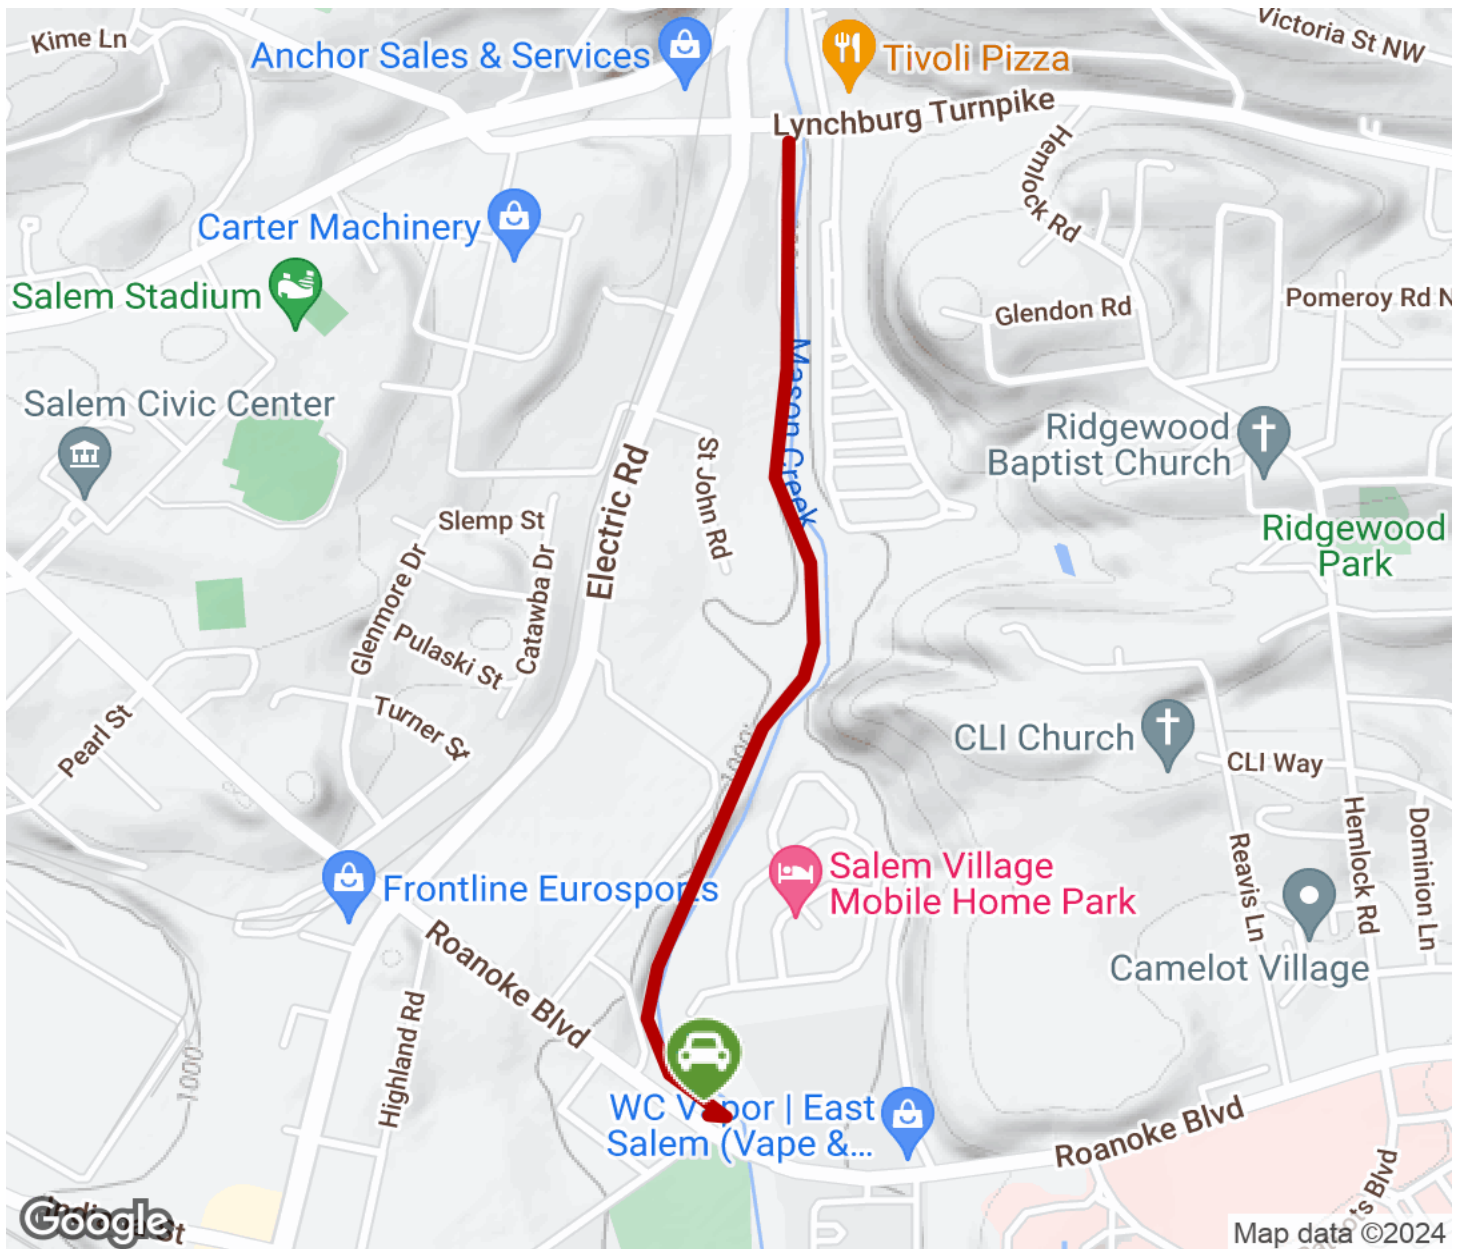 Kime Ln
Anchor Sales & Services
Tivoli Pizza
Victoria St NW
Lynchburg Turnpike
Hemlock Rd
Carter Machinery
Salem Stadium
Glendon Rd
Pomeroy Rd N
Mason Creek
Salem Civic Center
Ridgewood
Baptist Church
St John Rd
Electric Rd
Slemp St
Ridgewood
Park
Glenmore Dr
Catawba Dr
Pulaski St
Turner St
Pearl St
1000'
CLI Church
CLI Way
Hemlock Rd
Dominion Ln
Reavis Ln
Salem Village
Mobile Home Park
Frontline Eurosports
Camelot Village
Roanoke Blvd
Highland Rd
1000'
WC Vapor | East
Salem (Vape &...
Roanoke Blvd
Google
Map data ©2024